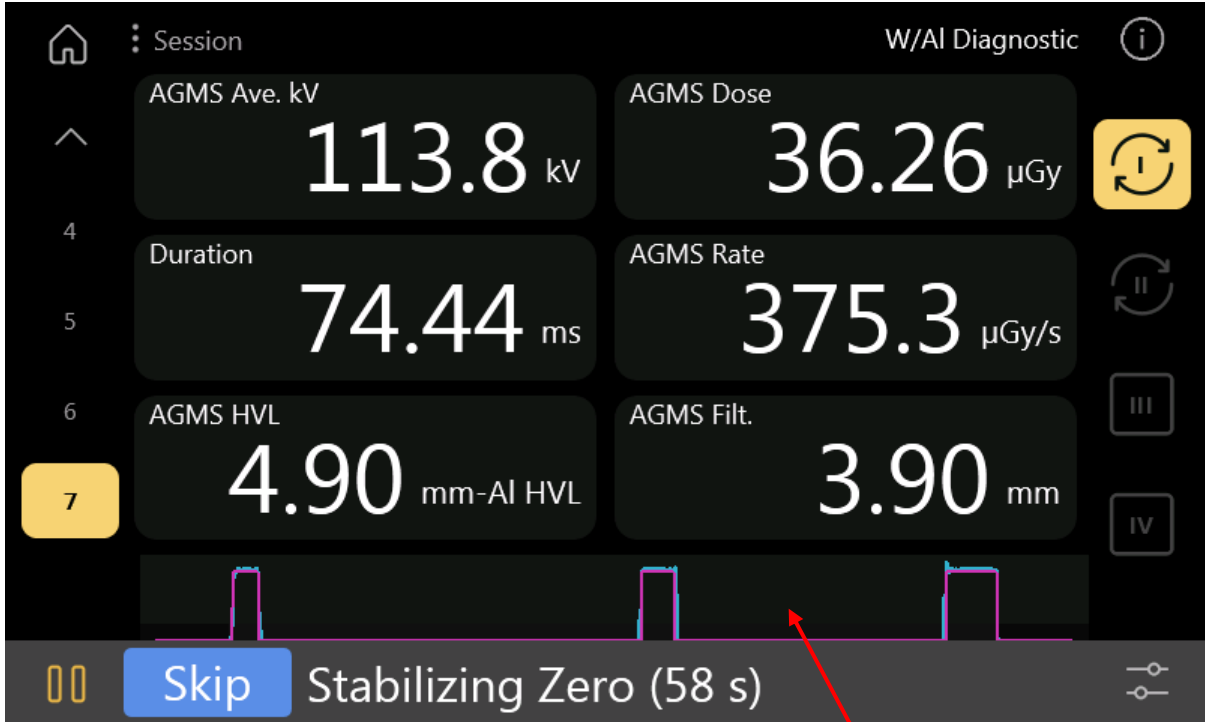 Session
W/Al Diagnostic
i
AGMS Ave. kV
113.8 kV
AGMS Dose
36.26 µGy
I
4
Duration
74.44 ms
AGMS Rate
375.3 µGy/s
II
5
6
AGMS HVL
4.90 mm-Al HVL
AGMS Filt.
3.90 mm
III
7
IV
Skip
Stabilizing Zero (58 s)